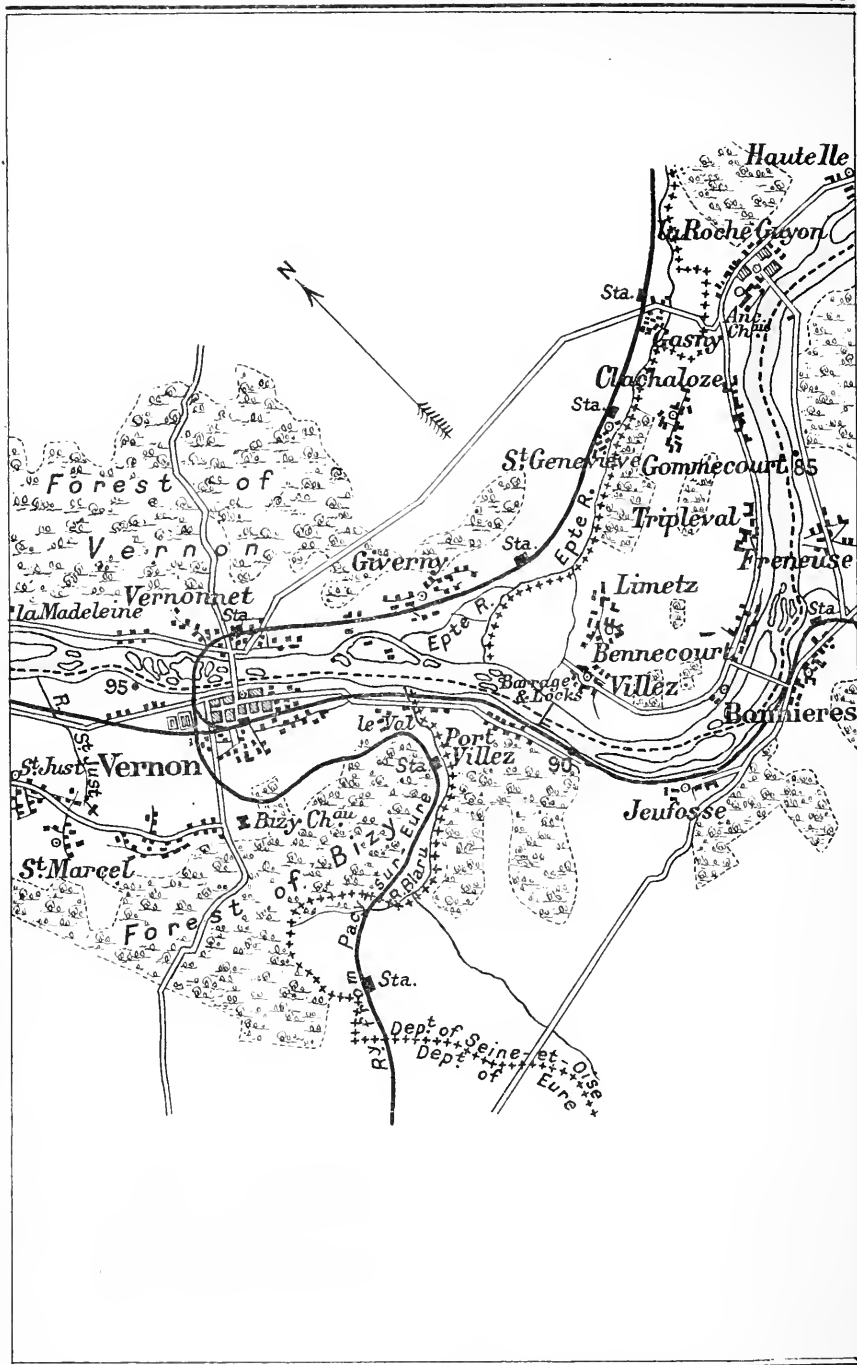 Hautelle
la Roche Guyon
N
Sta.
Anc. Chau
Gasny
Clachaloze
Sta.
St. Geneviève
Gommecourt
85
Forest of
Vernon
Tripleval
Epte R.
Sta.
Giverny
Freneuse
Limetz
la Madeleine
Vernonnet
Sta.
Sta.
Epte R.
Bennecourt
95
Barrage & Locks
Villez
R. St. Just
le Val
Port
Villez
Bonnieres
St. Just
Vernon
Sta.
90
Jeufosse
Bizy Chau
St. Marcel
Forest of Bizy
R. Blaru
Ry. from Pacy sur Eure
Sta.
Dept. of Seine-et-Oise
Dept. of Eure